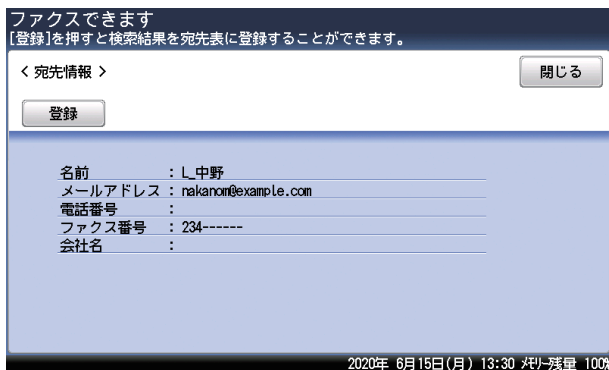 ファクスできます
[登録]を押すと検索結果を宛先表に登録することができます。
< 宛先情報 >
閉じる
登録
名前 : L_中野
メールアドレス : nakanom@example.com
電話番号 :
ファクス番号 : 234------
会社名 :
2020年 6月15日(月) 13:30 メモリー残量 100%